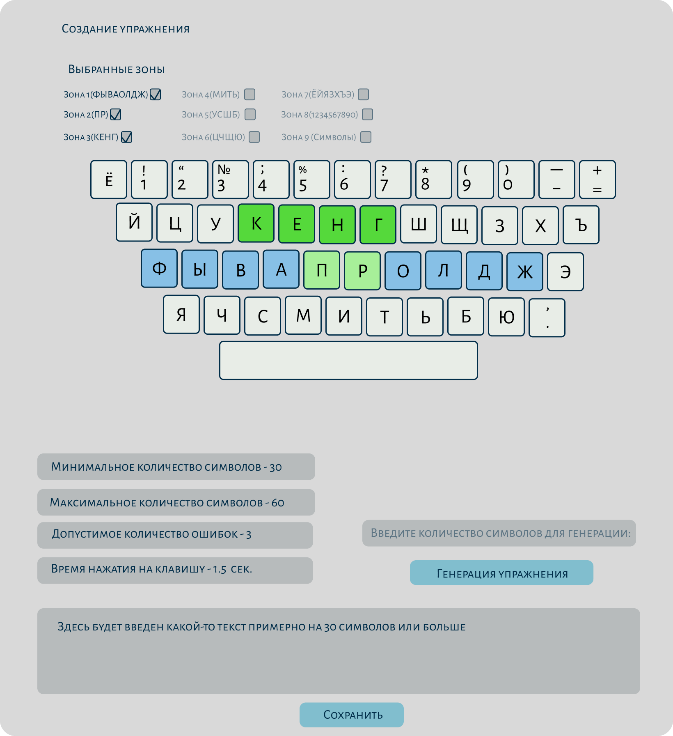 Создание упражнения
Выбранные зоны
Зона 1(ФЫВАОЛДЖ) Зона 4(МИТЬ) Зона 7(ЁЙЯЗХЪЭ)
Зона 2(ПР) Зона 5(УСШБ) Зона 8(1234567890)
Зона 3(КЕНГ) Зона 6(ЦЧЩЮ) Зона 9 (Символы)
! “ № ; % : ? * ( ) — +
Ё 1 2 3 4 5 6 7 8 9 0 – =
Й Ц У К Е Н Г Ш Щ З Х Ъ
Ф Ы В А П Р О Л Д Ж Э
Я Ч С М И Т Ь Б Ю , .
Минимальное количество символов - 30
Максимальное количество символов - 60
Допустимое количество ошибок - 3
Введите количество символов для генерации:
Время нажатия на клавишу - 1.5 сек.
Генерация упражнения
Здесь будет введен какой-то текст примерно на 30 символов или больше
Сохранить